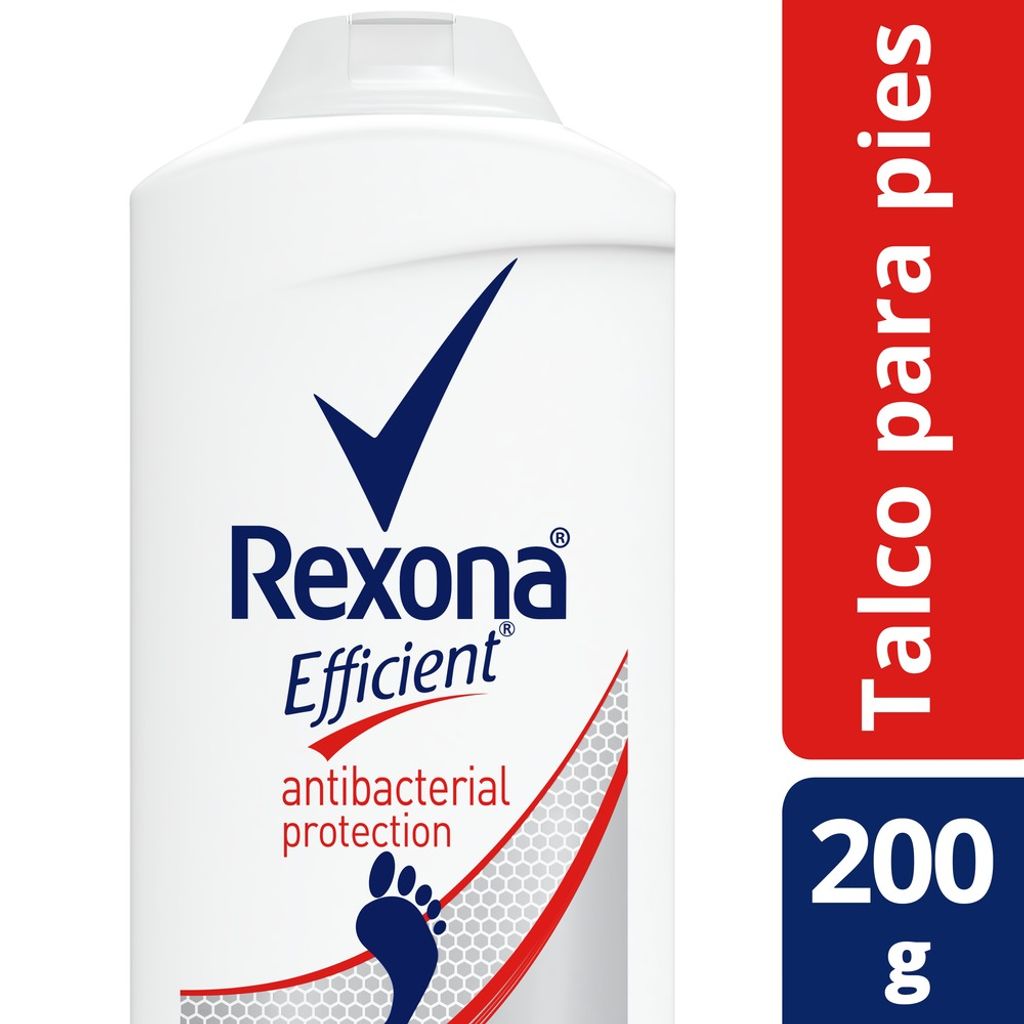 Rexona®
Efficient®
antibacterial
protection
Talco para pies
200
g